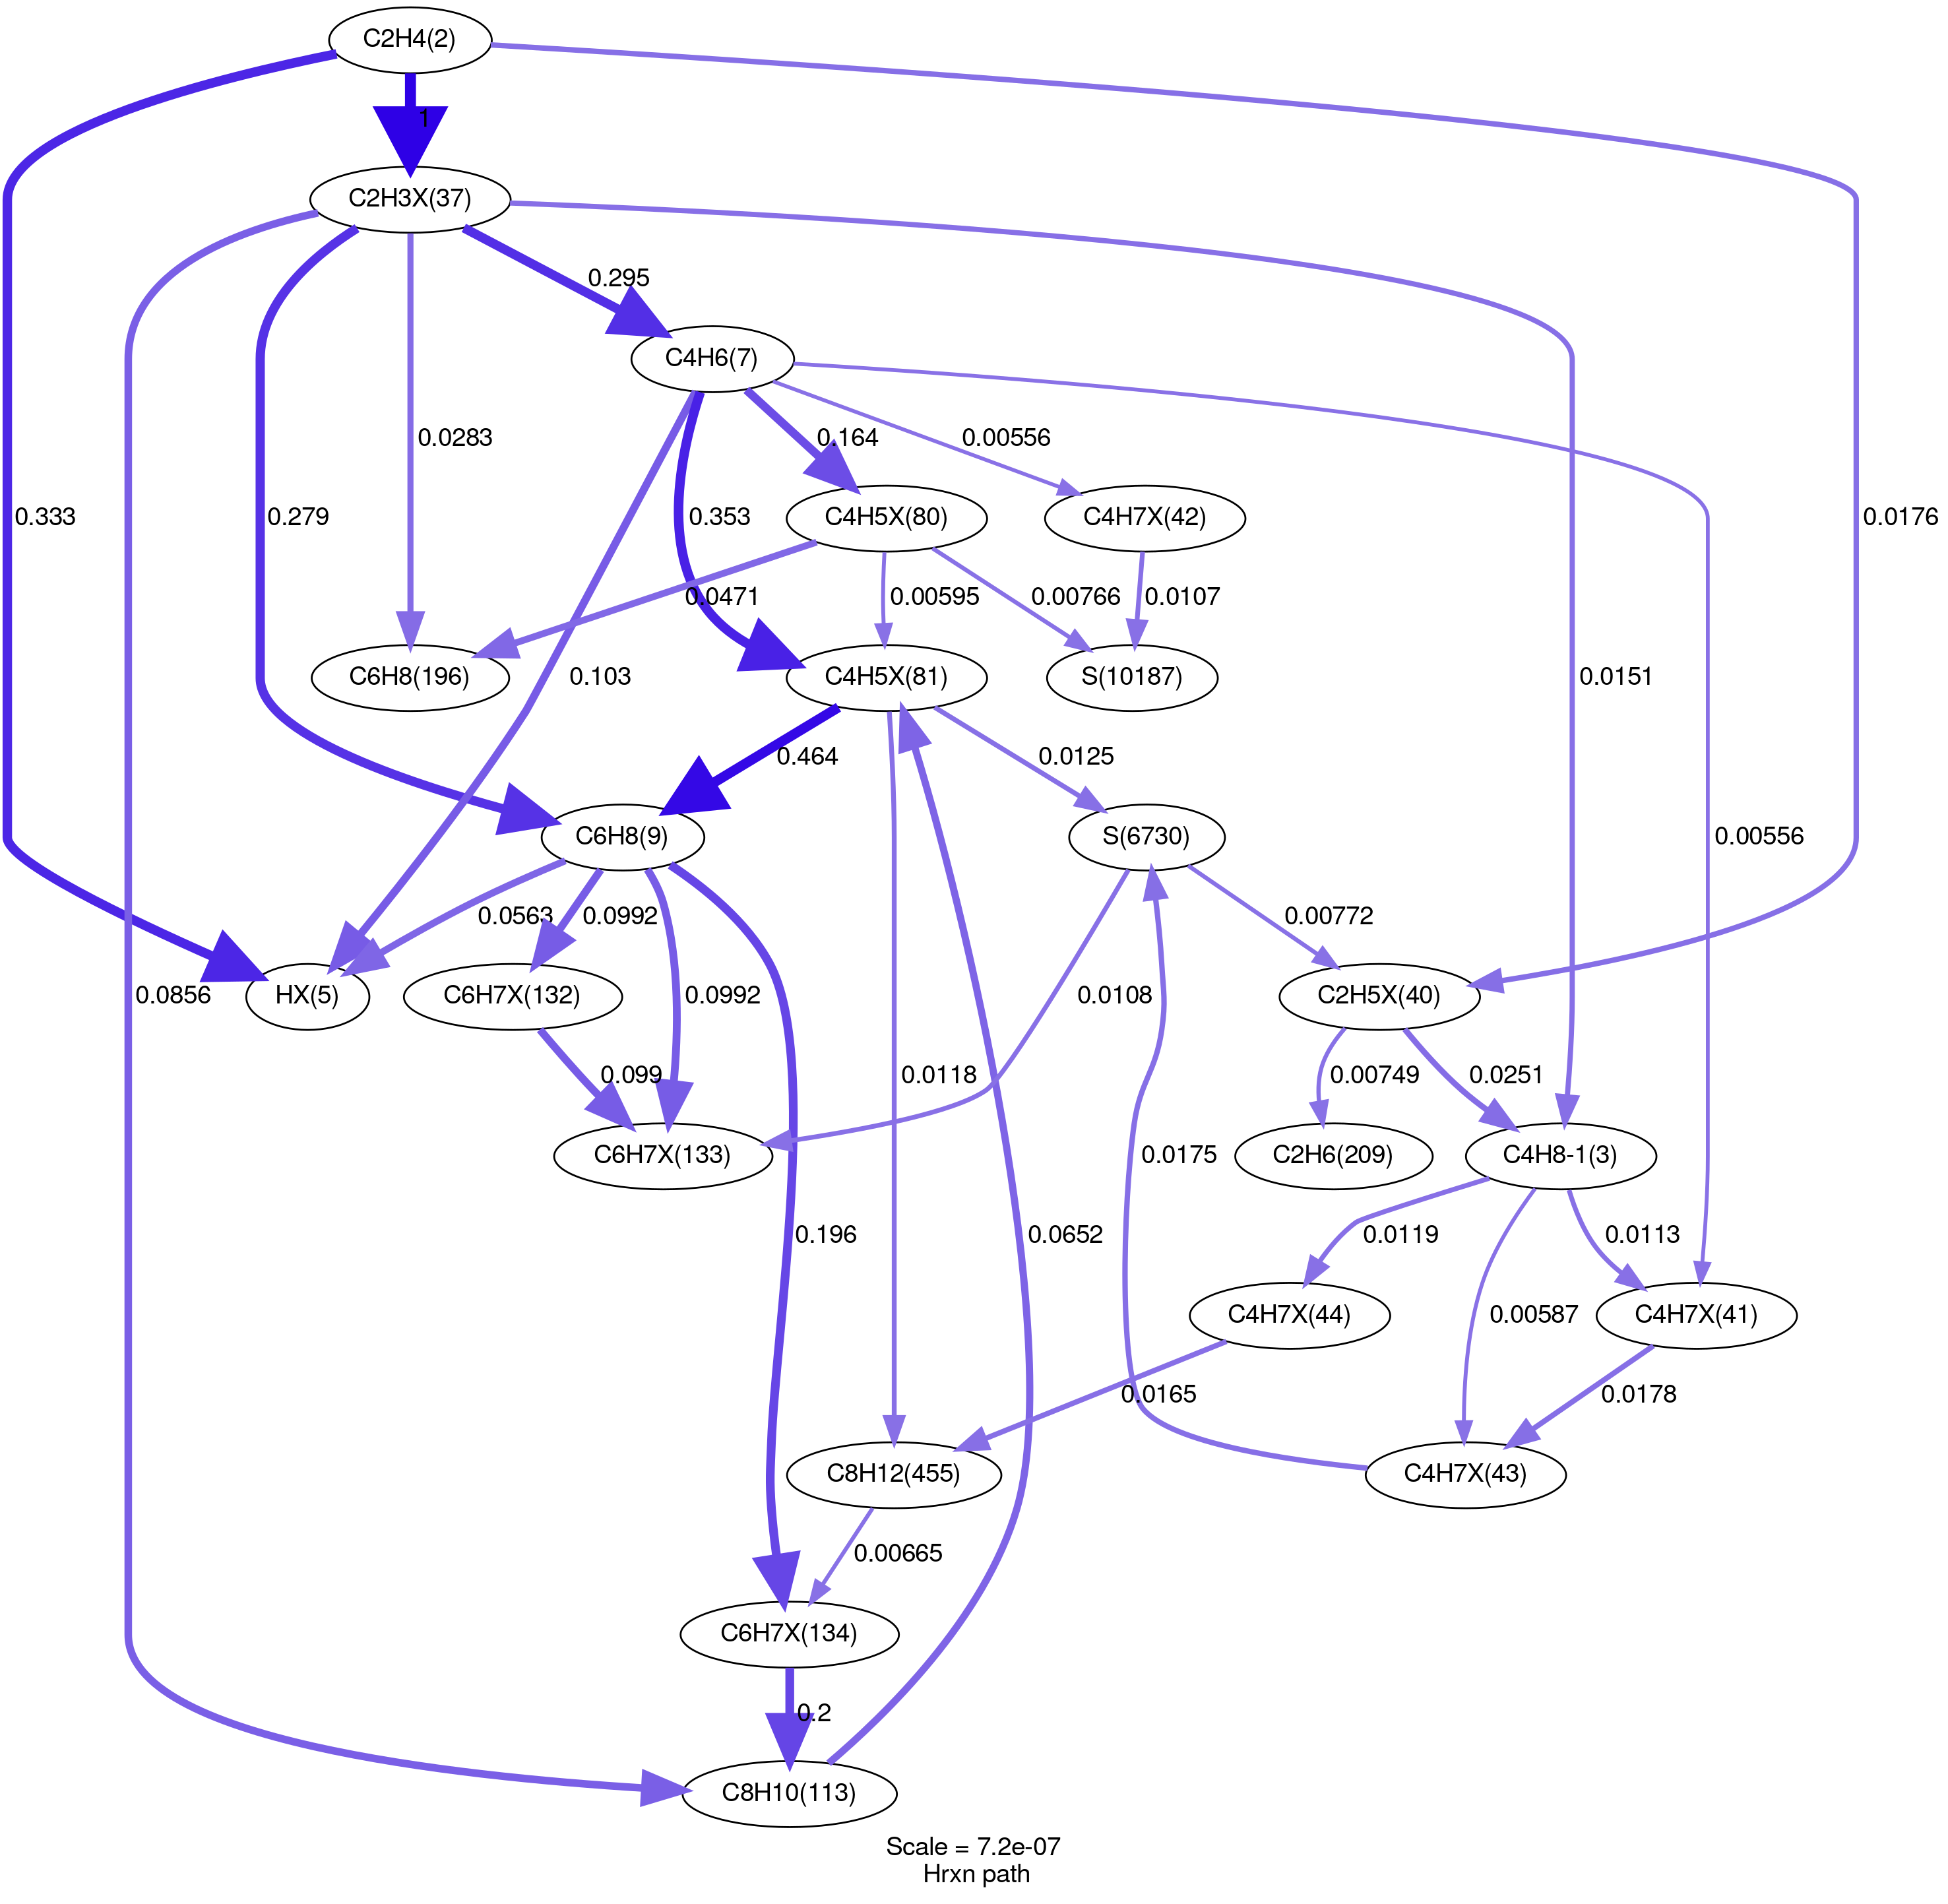 C2H4(2)
1
C2H3X(37)
0.295
C4H6(7)
0.0283
0.164
0.00556
0.333
0.279
0.353
C4H5X(80)
C4H7X(42)
0.0176
0.0471
0.00595
0.00766
0.0107
C6H8(196)
0.103
C4H5X(81)
S(10187)
0.0151
0.464
0.0125
C6H8(9)
S(6730)
0.00556
0.0563
0.0992
0.00772
0.0856
HX(5)
C6H7X(132)
0.0992
0.0108
C2H5X(40)
0.099
0.0118
0.00749
0.0251
C6H7X(133)
0.0175
C2H6(209)
C4H8-1(3)
0.196
0.0652
0.0119
0.0113
C4H7X(44)
0.00587
C4H7X(41)
0.0165
0.0178
C8H12(455)
C4H7X(43)
0.00665
C6H7X(134)
0.2
C8H10(113)
Scale = 7.2e-07
Hrxn path